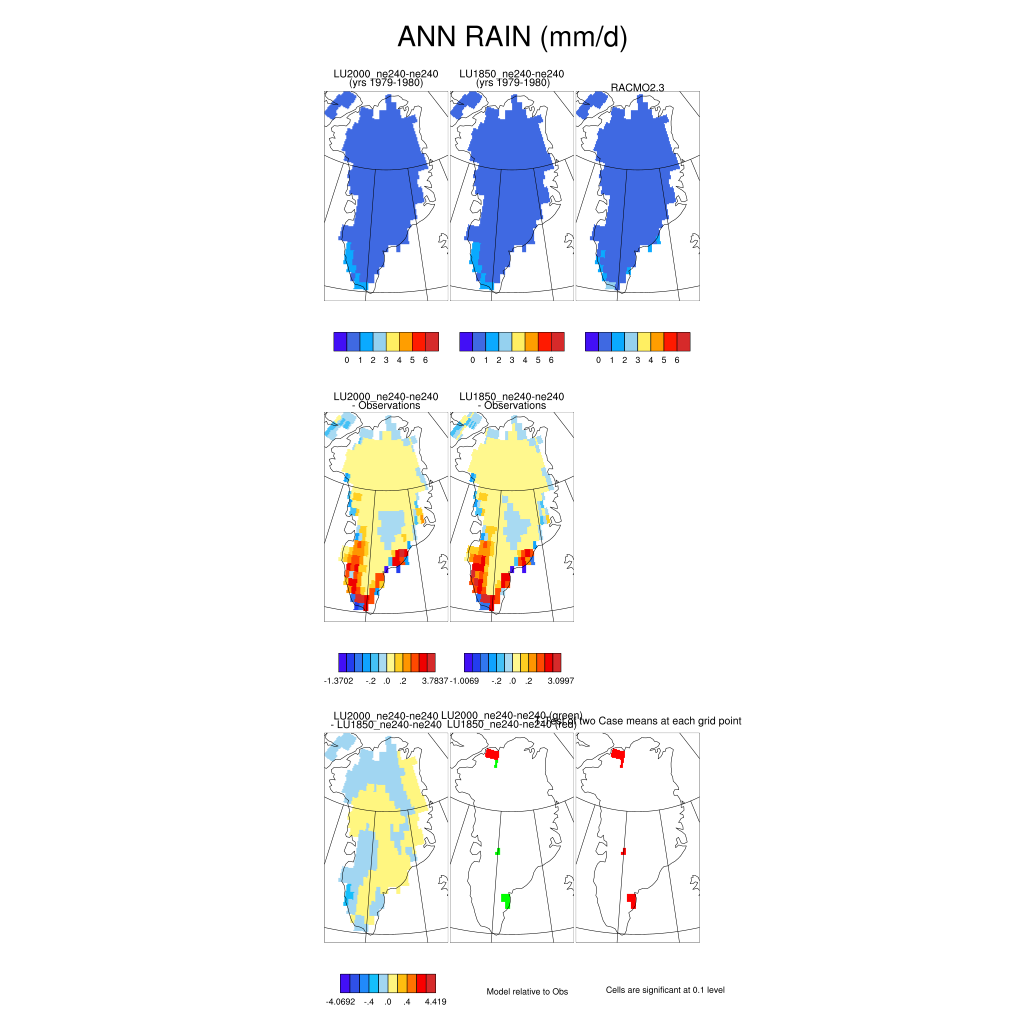 ANN RAIN (mm/d)
LU2000_ne240-ne240
(yrs 1979-1980)
LU1850_ne240-ne240
(yrs 1979-1980)
RACMO2.3
0 1 2 3 4 5 6
0 1 2 3 4 5 6
0 1 2 3 4 5 6
LU2000_ne240-ne240
- Observations
LU1850_ne240-ne240
- Observations
-1.3702 -.2 .0 .2 3.7837
-1.0069 -.2 .0 .2 3.0997
LU2000_ne240-ne240
- LU1850_ne240-ne240
LU2000_ne240-ne240 (green)
LU1850_ne240-ne240 (red)
of two Case means at each grid point
-4.0692 -.4 .0 .4 4.419
Model relative to Obs
Cells are significant at 0.1 level